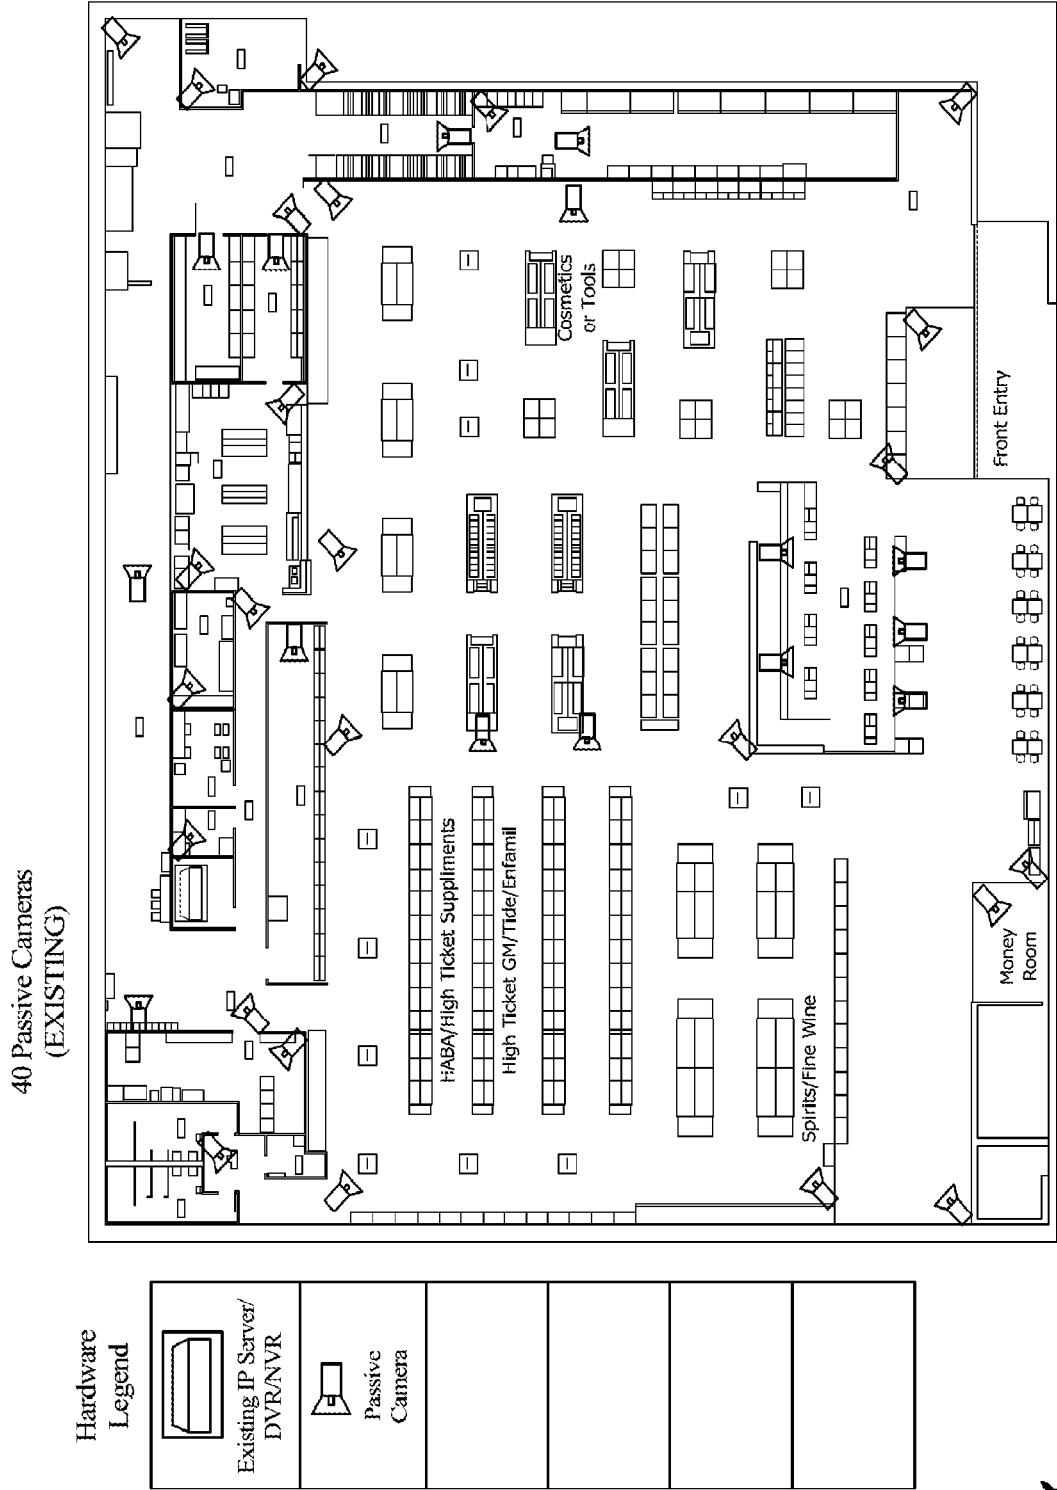 40 Passive Cameras
(EXISTING)
Hardware
Legend
Existing IP Server/
DVR/NVR
Passive
Camera
HABA/High Ticket Suppliments
High Ticket GM/Tide/Enfamil
Spirits/Fine Wine
Cosmetics
or Tools
Front Entry
Money
Room